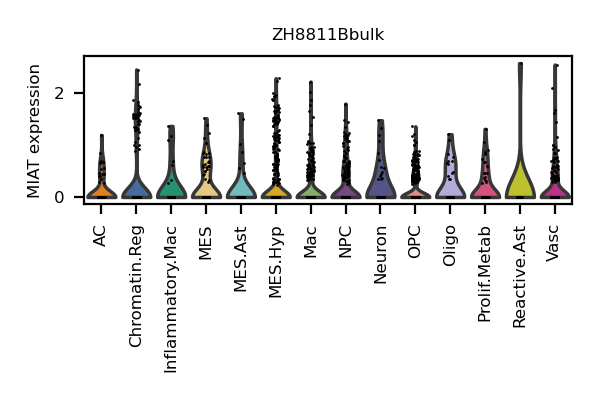 ZH8811Bbulk
MIAT expression
2
0
AC
Chromatin.Reg
Inflammatory.Mac
MES
MES.Ast
MES.Hyp
Mac
NPC
Neuron
OPC
Oligo
Prolif.Metab
Reactive.Ast
Vasc